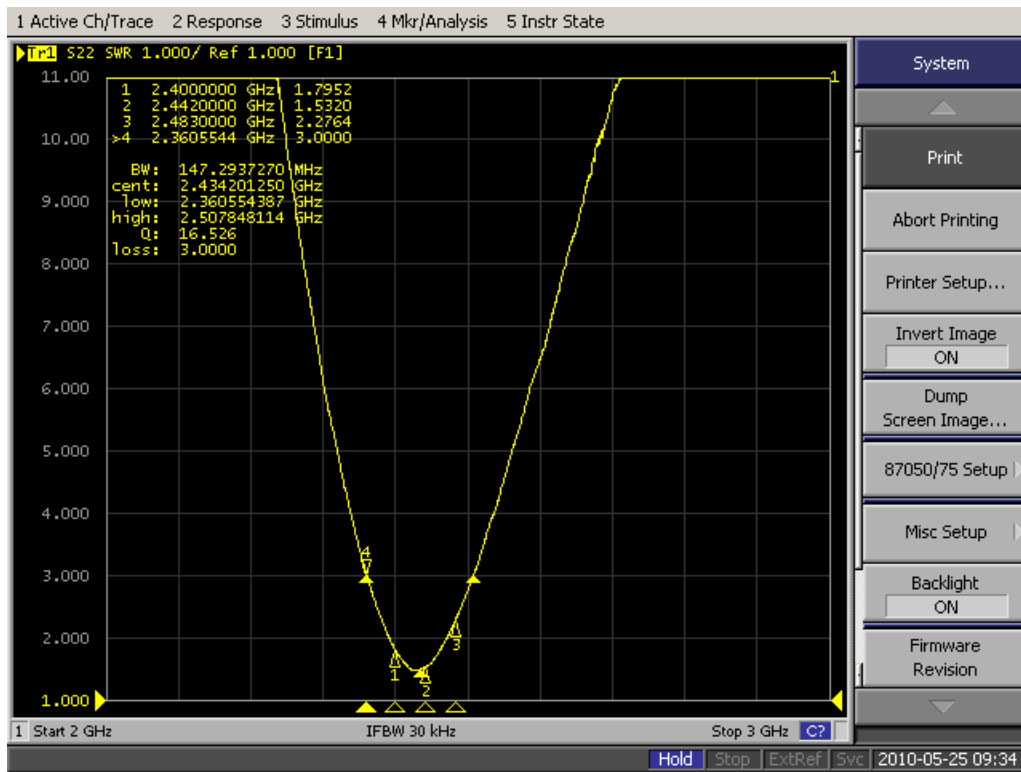 1 Active Ch/Trace 2 Response 3 Stimulus 4 Mkr/Analysis 5 Instr State
Tr1 S22 SWR 1.000/ Ref 1.000 [F1]
11.00
10.00
9.000
8.000
7.000
6.000
5.000
4.000
3.000
2.000
1.000
1 2.4000000 GHz 1.7952
2 2.4420000 GHz 1.5320
3 2.4830000 GHz 2.2764
>4 2.3605544 GHz 3.0000
BW: 147.2937270 MHz
cent: 2.434201250 GHz
low: 2.360554387 GHz
high: 2.507848114 GHz
Q: 16.526
loss: 3.0000
1
4
1
2
3
1 Start 2 GHz IFBW 30 kHz Stop 3 GHz C?
System
Print
Abort Printing
Printer Setup...
Invert Image
ON
Dump
Screen Image...
87050/75 Setup
Misc Setup
Backlight
ON
Firmware
Revision
Hold Stop ExtRef Svc 2010-05-25 09:34